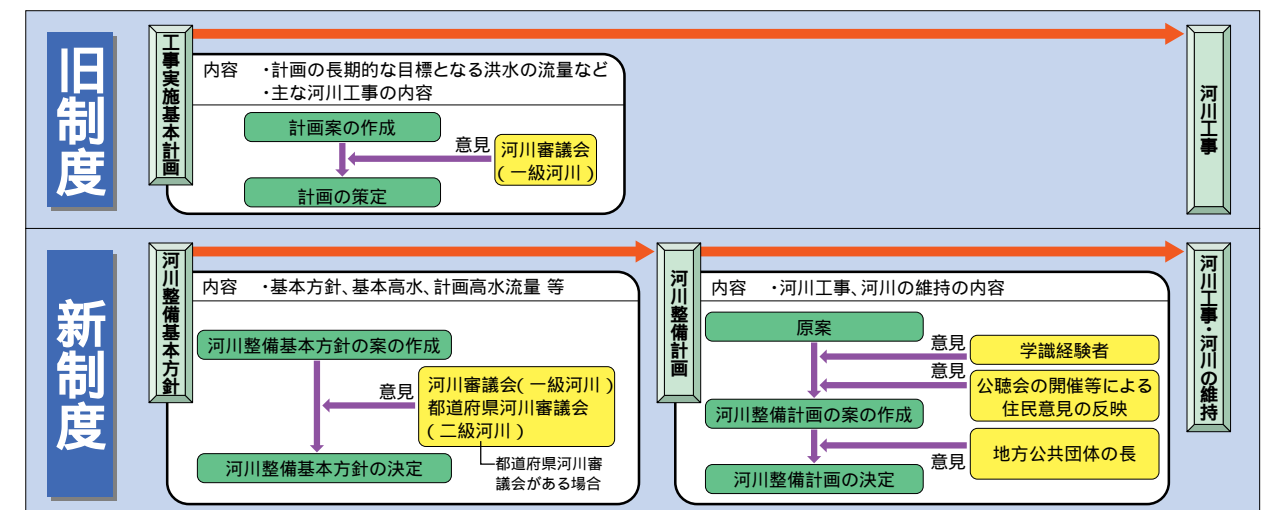 旧制度
工事実施基本計画
内容 ・計画の長期的な目標となる洪水の流量など
・主な河川工事の内容
計画案の作成
意見
河川審議会
(一級河川)
計画の策定
河川工事
新制度
河川整備基本方針
内容 ・基本方針、基本高水、計画高水流量 等
河川整備基本方針の案の作成
意見
河川審議会(一級河川)
都道府県河川審議会
(二級河川)
都道府県河川審
議会がある場合
河川整備基本方針の決定
河川整備計画
内容 ・河川工事、河川の維持の内容
原案
意見
学識経験者
意見
公聴会の開催等による
住民意見の反映
河川整備計画の案の作成
意見
地方公共団体の長
河川整備計画の決定
河川工事・河川の維持